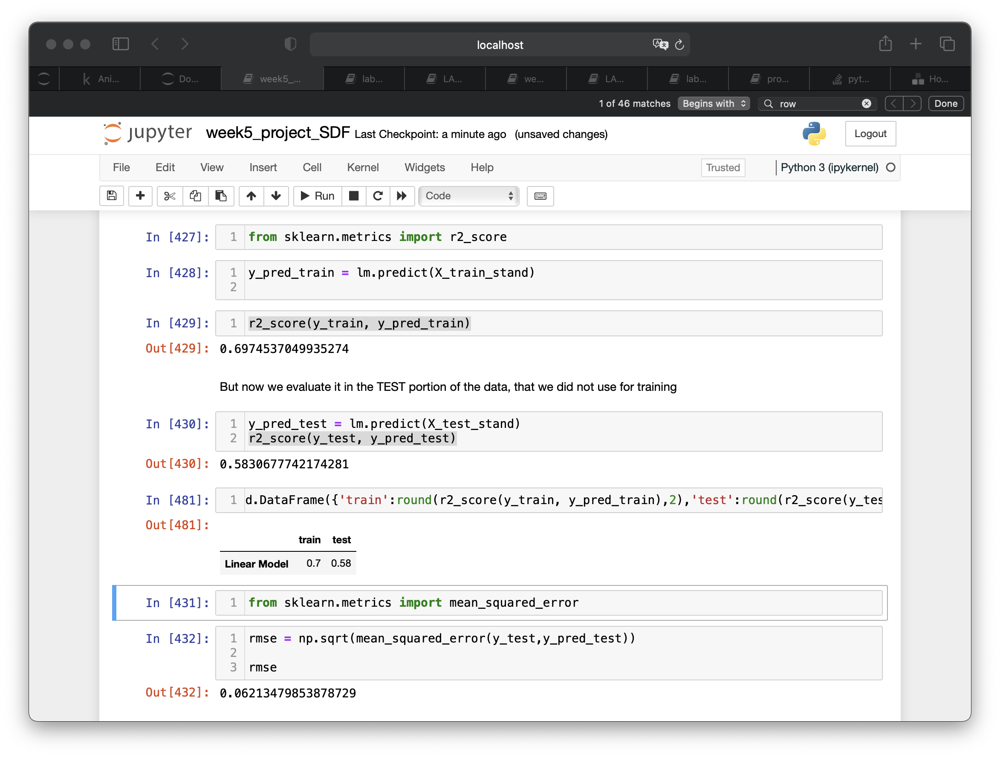 localhost
Ani...
Do...
week5_...
lab...
LA...
we...
LA...
lab...
pro...
pyt...
Ho...
1 of 46 matches
Begins with
row
Done
jupyter
week5_project_SDF Last Checkpoint: a minute ago (unsaved changes)
Logout
File Edit View Insert Cell Kernel Widgets Help
Trusted
Python 3 (ipykernel)
Run
Code
In [427]:
1 from sklearn.metrics import r2_score
In [428]:
1 y_pred_train = lm.predict(X_train_stand)
2
In [429]:
1 r2_score(y_train, y_pred_train)
Out[429]: 0.6974537049935274
But now we evaluate it in the TEST portion of the data, that we did not use for training
In [430]:
1 y_pred_test = lm.predict(X_test_stand)
2 r2_score(y_test, y_pred_test)
Out[430]: 0.5830677742174281
In [481]:
1 d.DataFrame({'train':round(r2_score(y_train, y_pred_train),2),'test':round(r2_score(y_tes
Out[481]:
train test
Linear Model 0.7 0.58
In [431]:
1 from sklearn.metrics import mean_squared_error
In [432]:
1 rmse = np.sqrt(mean_squared_error(y_test,y_pred_test))
2
3 rmse
Out[432]: 0.06213479853878729